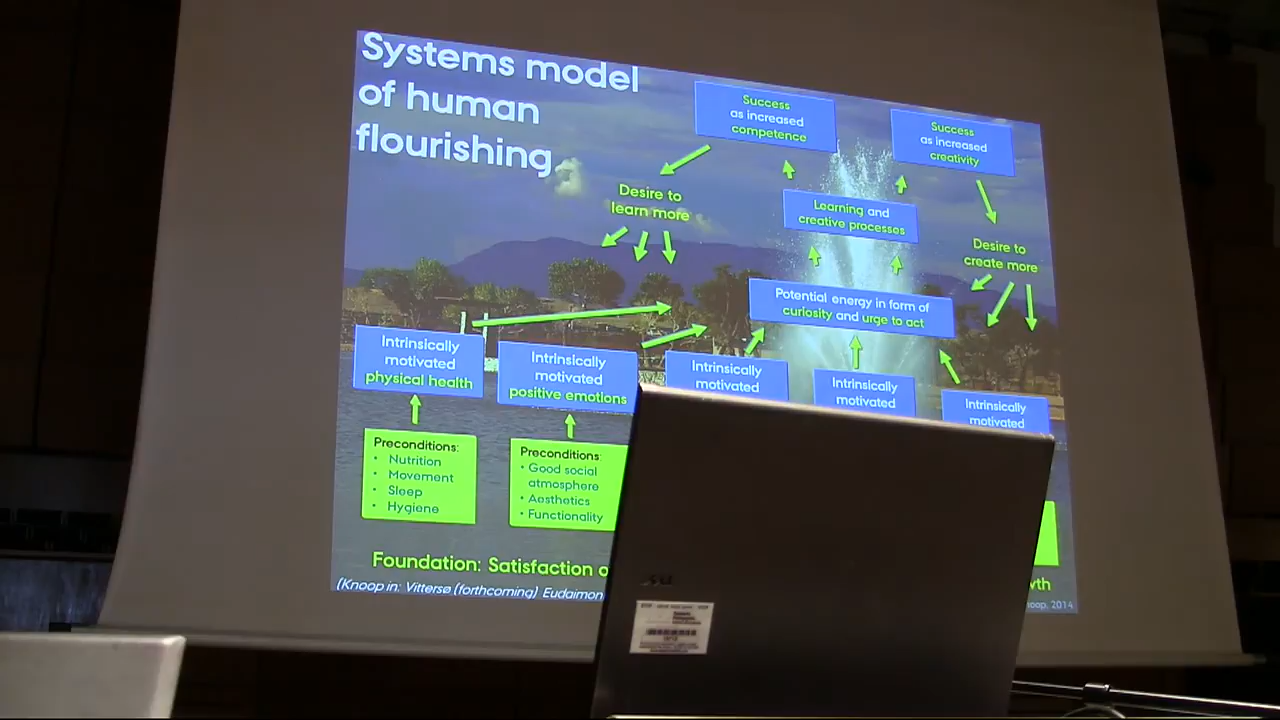 Systems model
of human
flourishing
Success
as increased
competence
Success
as increased
creativity
Desire to
learn more
Learning and
creative processes
Desire to
create more
Potential energy in form of
curiosity and urge to act
Intrinsically
motivated
physical health
Intrinsically
motivated
positive emotions
Intrinsically
motivated
Intrinsically
motivated
Intrinsically
motivated
Preconditions:
• Nutrition
• Movement
• Sleep
• Hygiene
Preconditions:
• Good social
atmosphere
• Aesthetics
• Functionality
Foundation: Satisfaction
(Knoop in: Vittersø (forthcoming) Eudaimon
noop, 2014